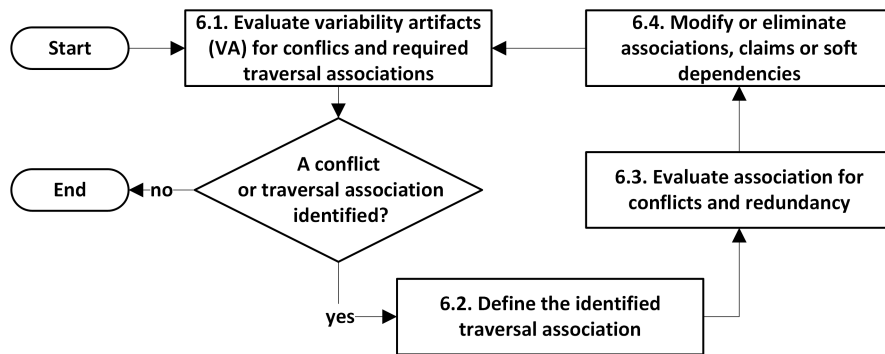 Start
6.1. Evaluate variability artifacts
(VA) for conflics and required
traversal associations
6.4. Modify or eliminate
associations, claims or soft
dependencies
A conflict
or traversal association
identified?
no
End
6.3. Evaluate association for
conflicts and redundancy
yes
6.2. Define the identified
traversal association